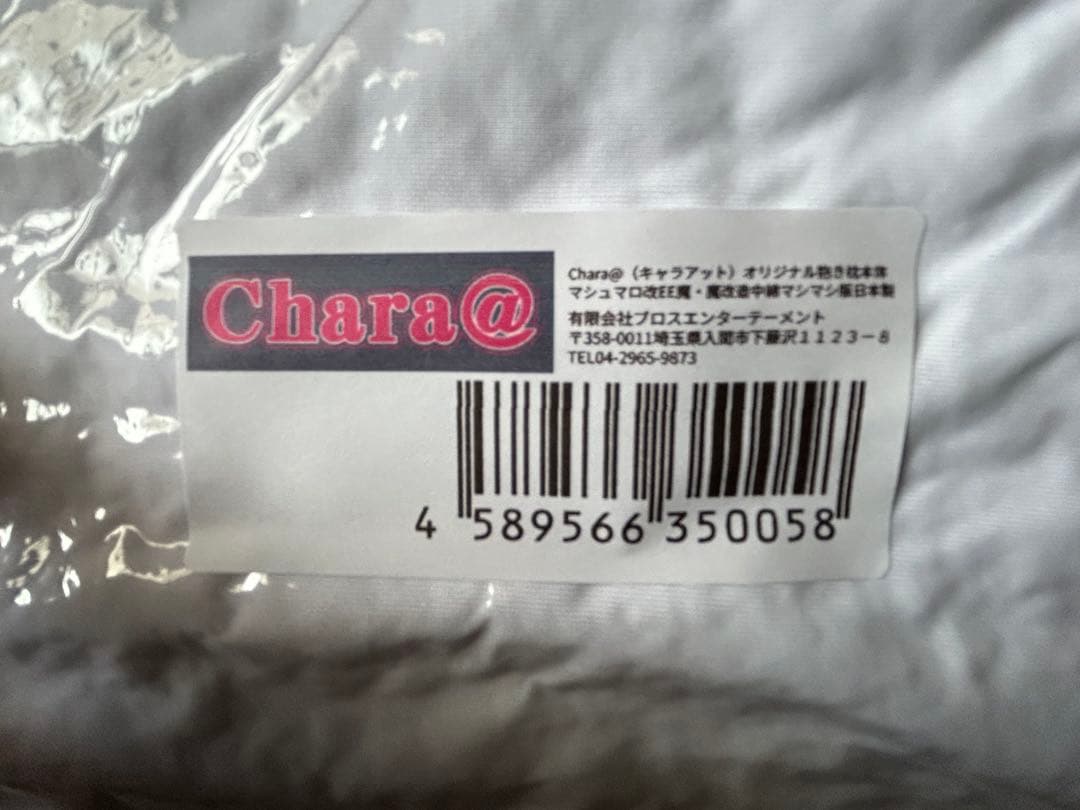 Chara@
Chara@（キャラアット）オリジナル抱き枕本体
マシュマロ改EE魔・魔改造中綿マシマシ版日本製
有限会社プロスエンターテーメント
〒358-0011埼玉県入間市下藤沢１１２３－８
TEL04-2965-9873
4 589566 350058